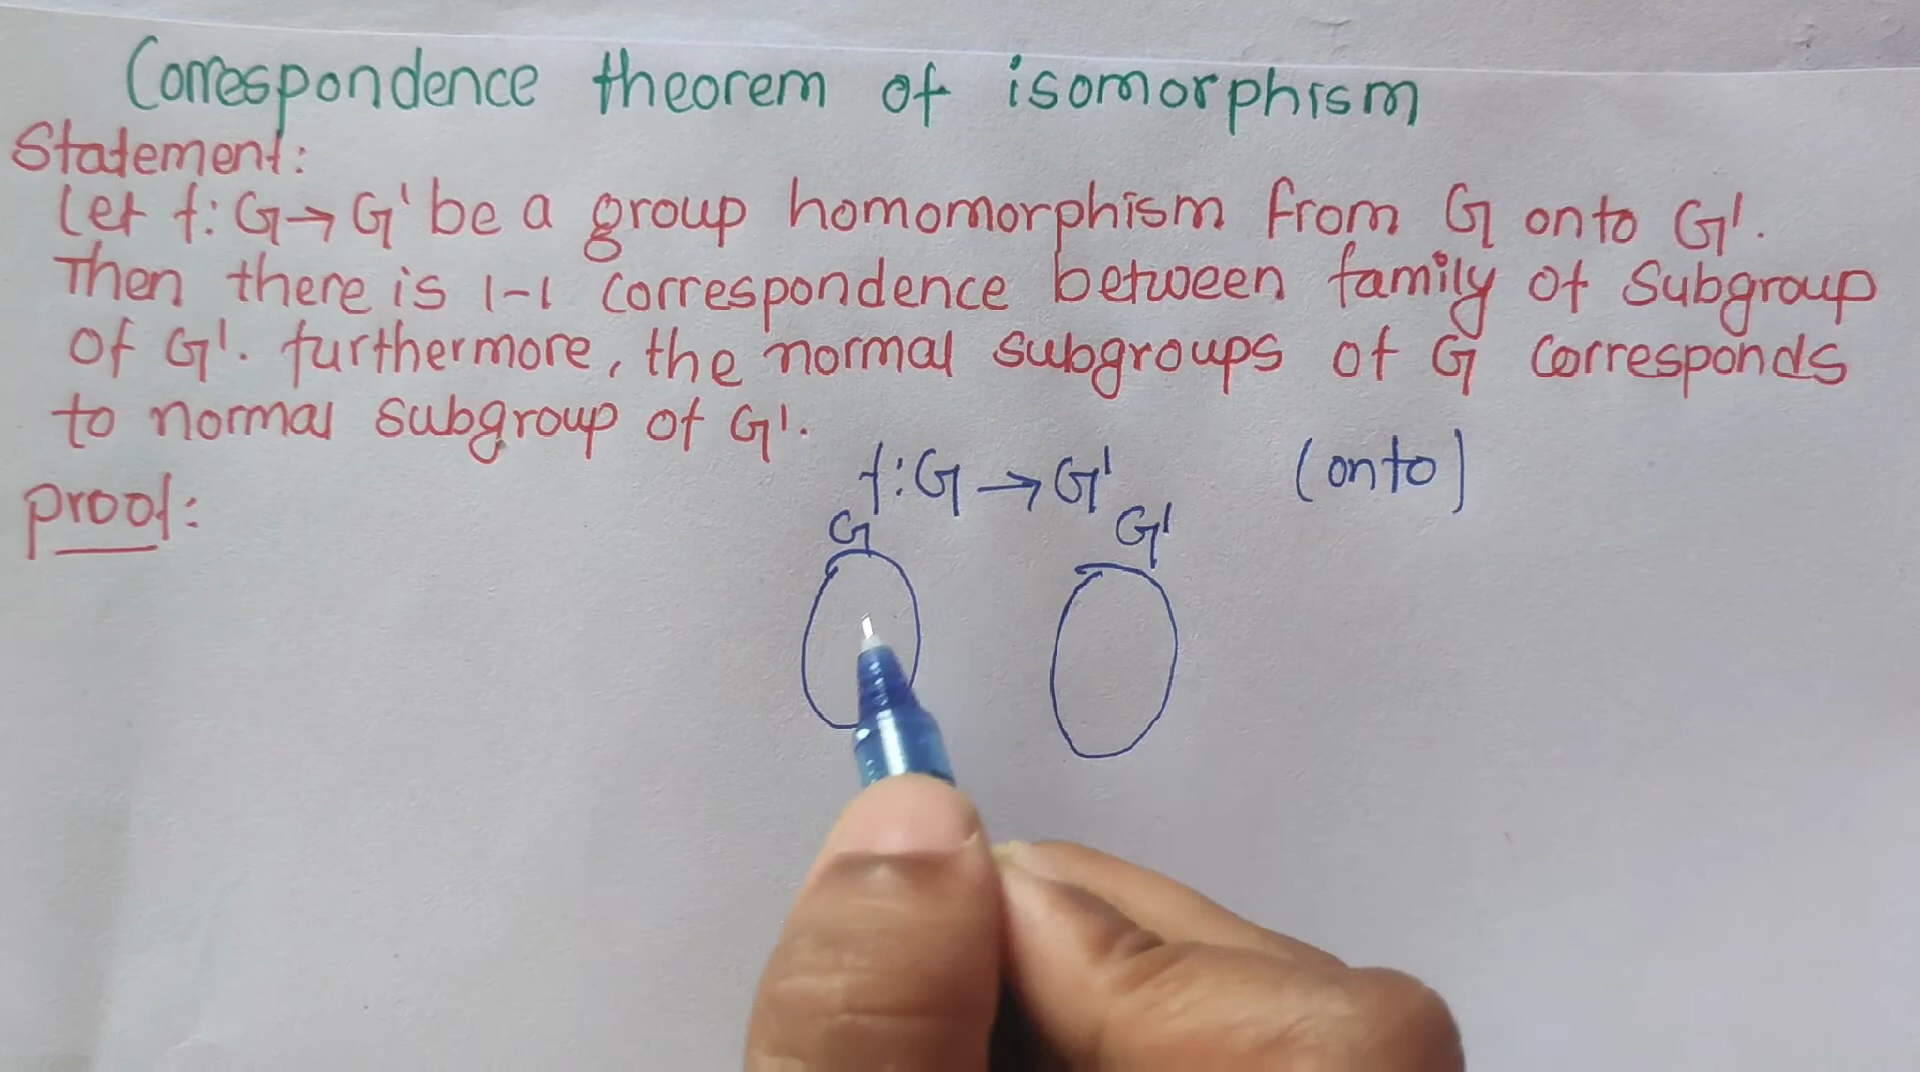 Correspondence theorem of isomorphism
Statement:
Let f: G → G' be a group homomorphism from G onto G'.
Then there is 1-1 correspondence between family of Subgroup
of G'. furthermore, the normal subgroups of G corresponds
to normal subgroup of G'.
f: G → G' (onto)
proof:
G G'